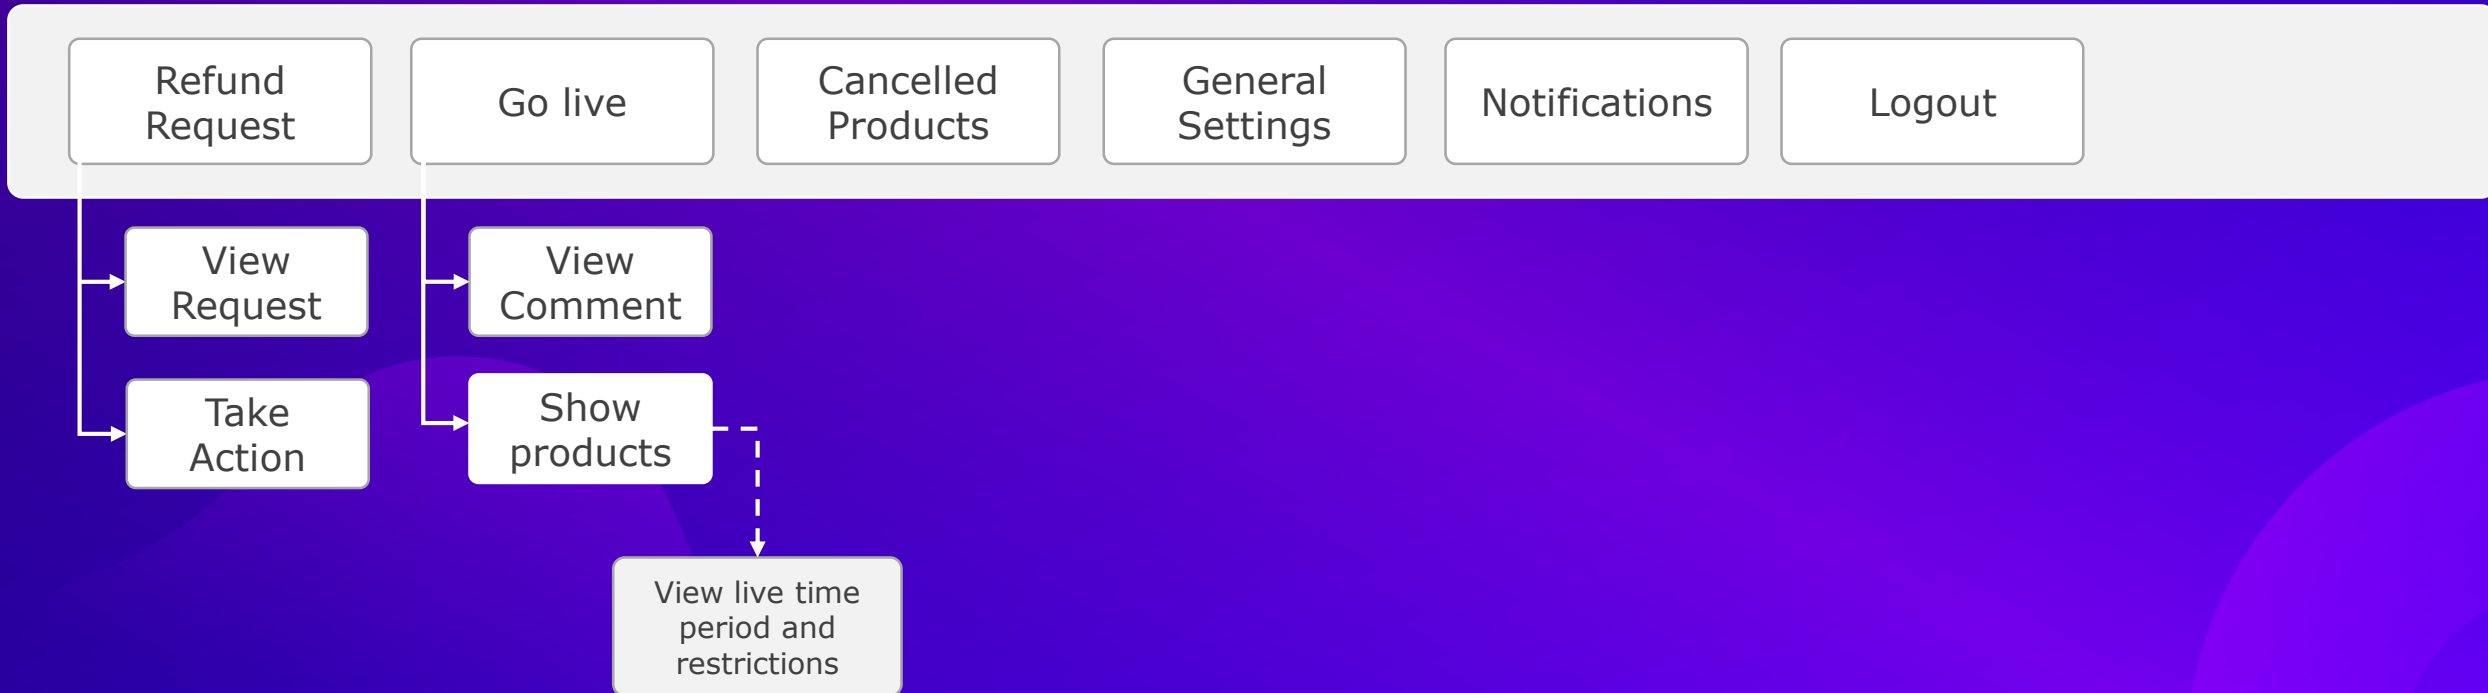 Refund
Request
Go live
Cancelled
Products
General
Settings
Notifications
Logout
View
Request
View
Comment
Take
Action
Show
products
View live time
period and
restrictions